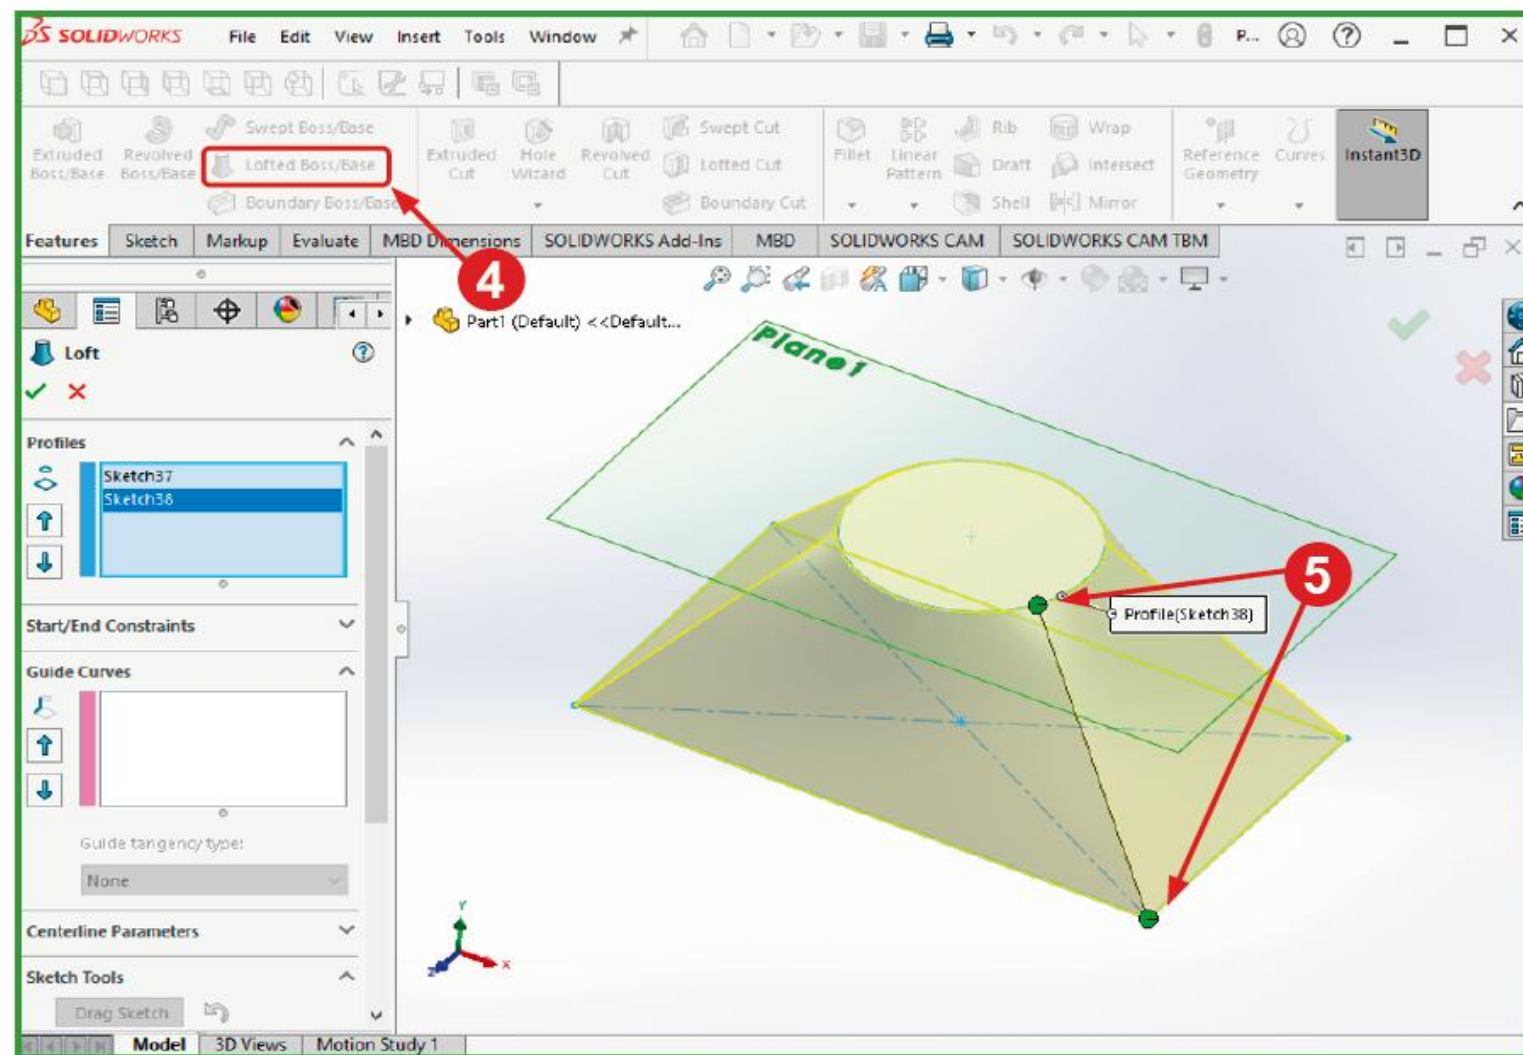 SOLIDWORKS File Edit View Insert Tools Window P... ?
Extruded Boss/Base Revolved Boss/Base Swept Boss/Base
Lofted Boss/Base
Boundary Boss/Base
Extruded Cut Hole Wizard Revolved Cut Swept Cut
Lofted Cut
Boundary Cut
Fillet Linear Pattern Rib Wrap
Draft Intersect
Shell Mirror
Reference Geometry Curves Instant3D
Features Sketch Markup Evaluate MBD Dimensions SOLIDWORKS Add-Ins MBD SOLIDWORKS CAM SOLIDWORKS CAM TBM
4
Part1 (Default) <<Default...
Plane1
Loft ?
Profiles
Sketch37
Sketch38
5
Profile(Sketch38)
Start/End Constraints
Guide Curves
Guide tangency type:
None
Centerline Parameters
Y
X
Z
Sketch Tools
Drag Sketch
Model 3D Views Motion Study 1